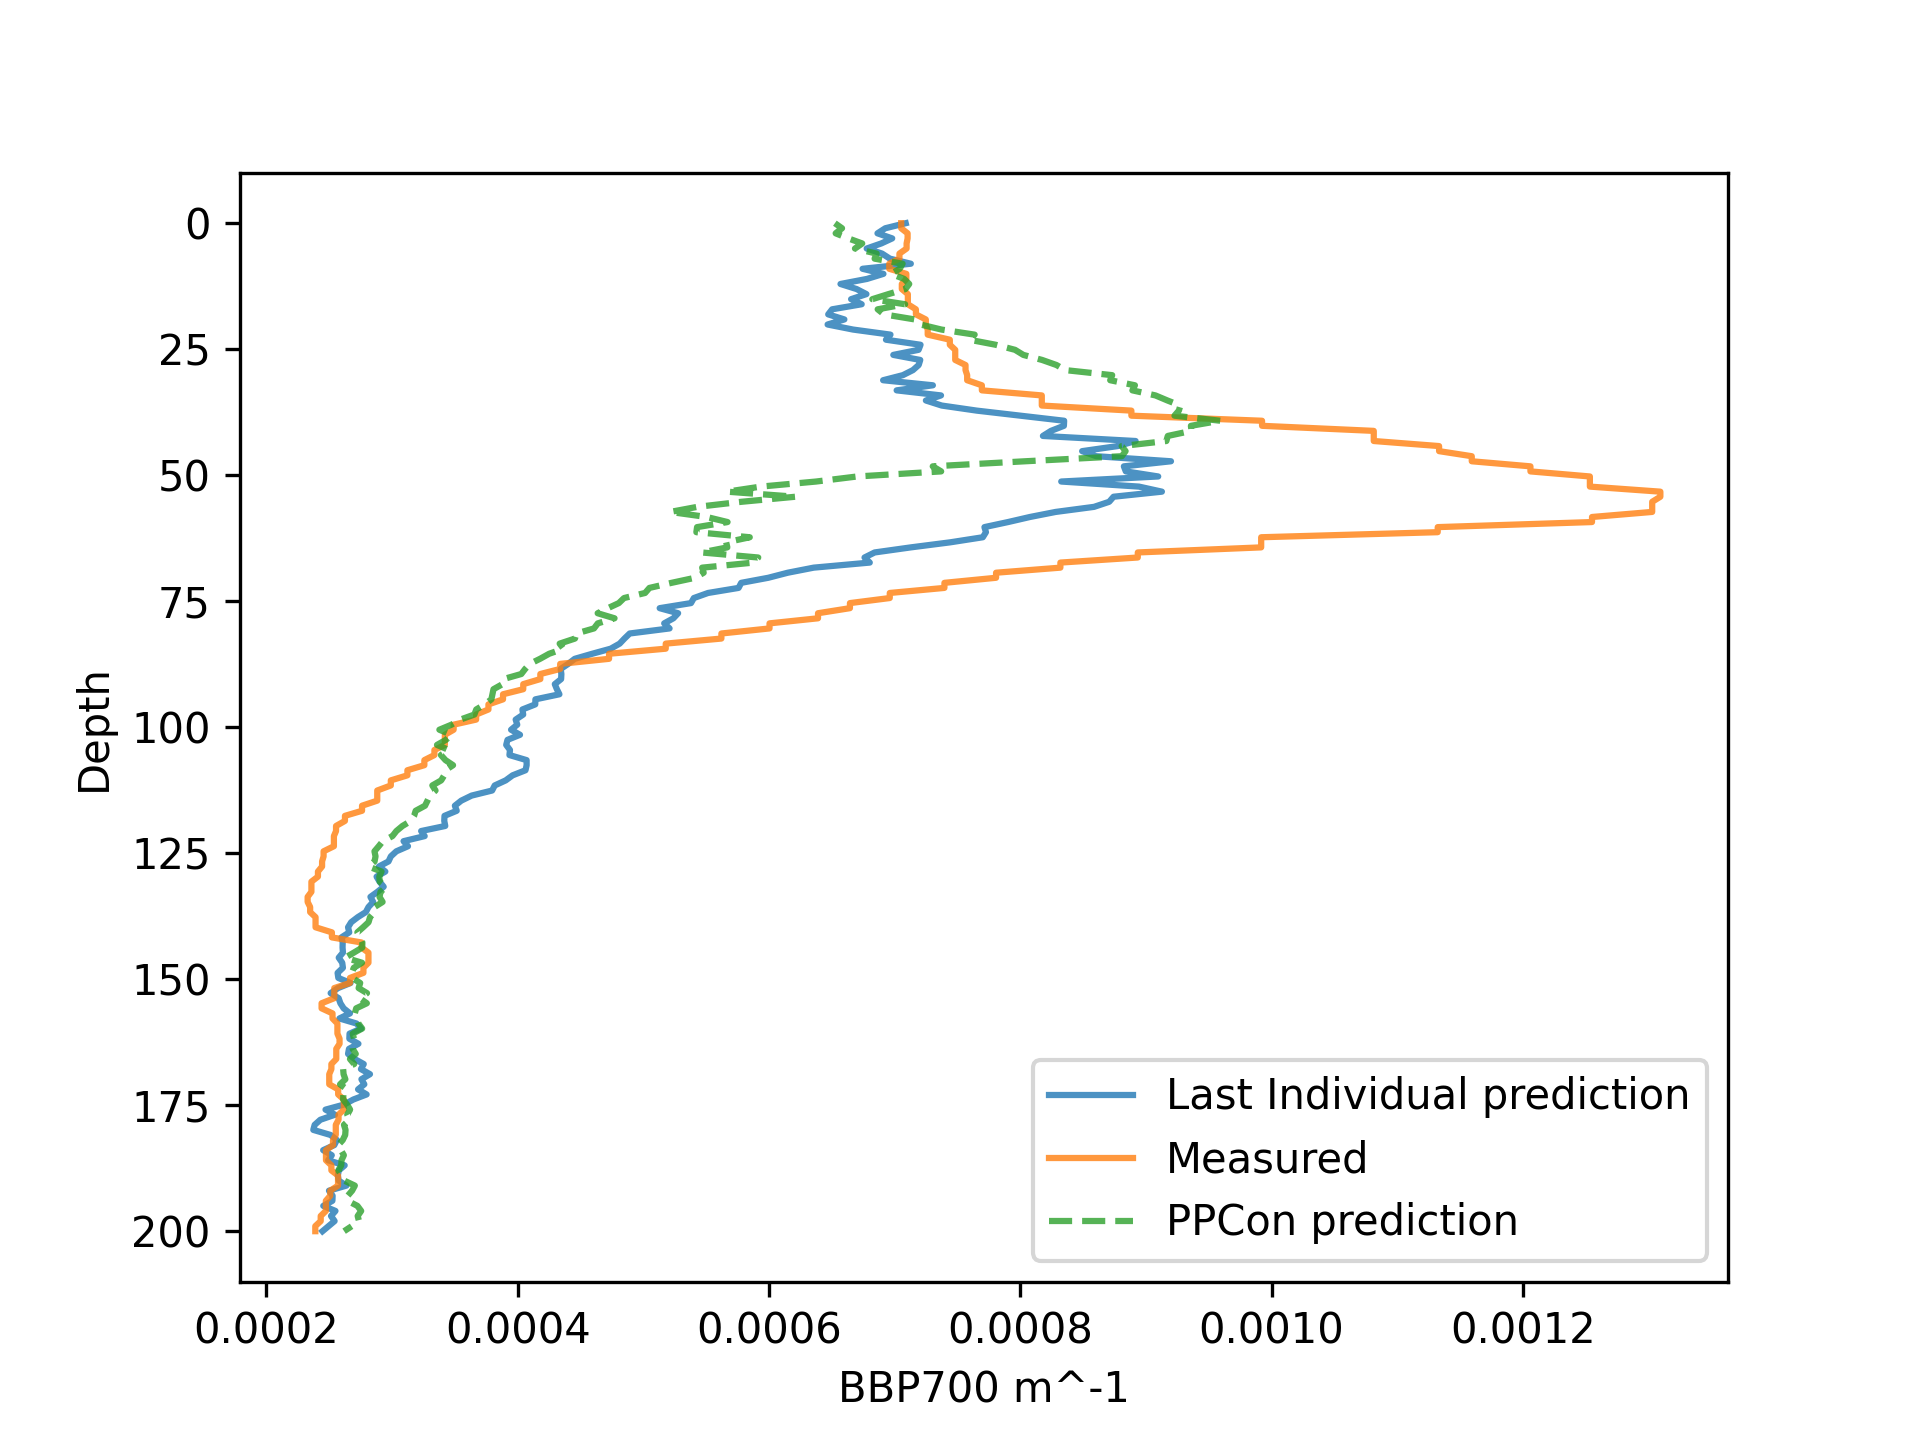 0
25
50
75
100
125
150
175
200
Depth
0.0002 0.0004 0.0006 0.0008 0.0010 0.0012
BBP700 m^-1
Last Individual prediction
Measured
PPCon prediction